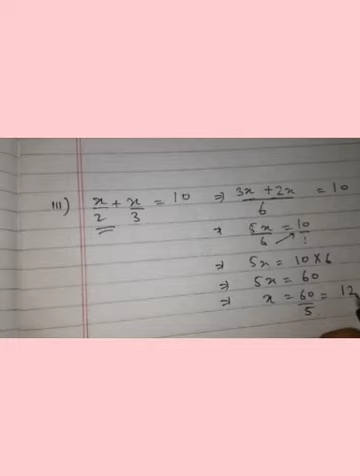 III) x/2 + x/3 = 10 ⇒ (3x + 2x)/6 = 10
⇒ 5x/6 = 10/1
⇒ 5x = 10 × 6
⇒ 5x = 60
⇒ x = 60/5 = 12